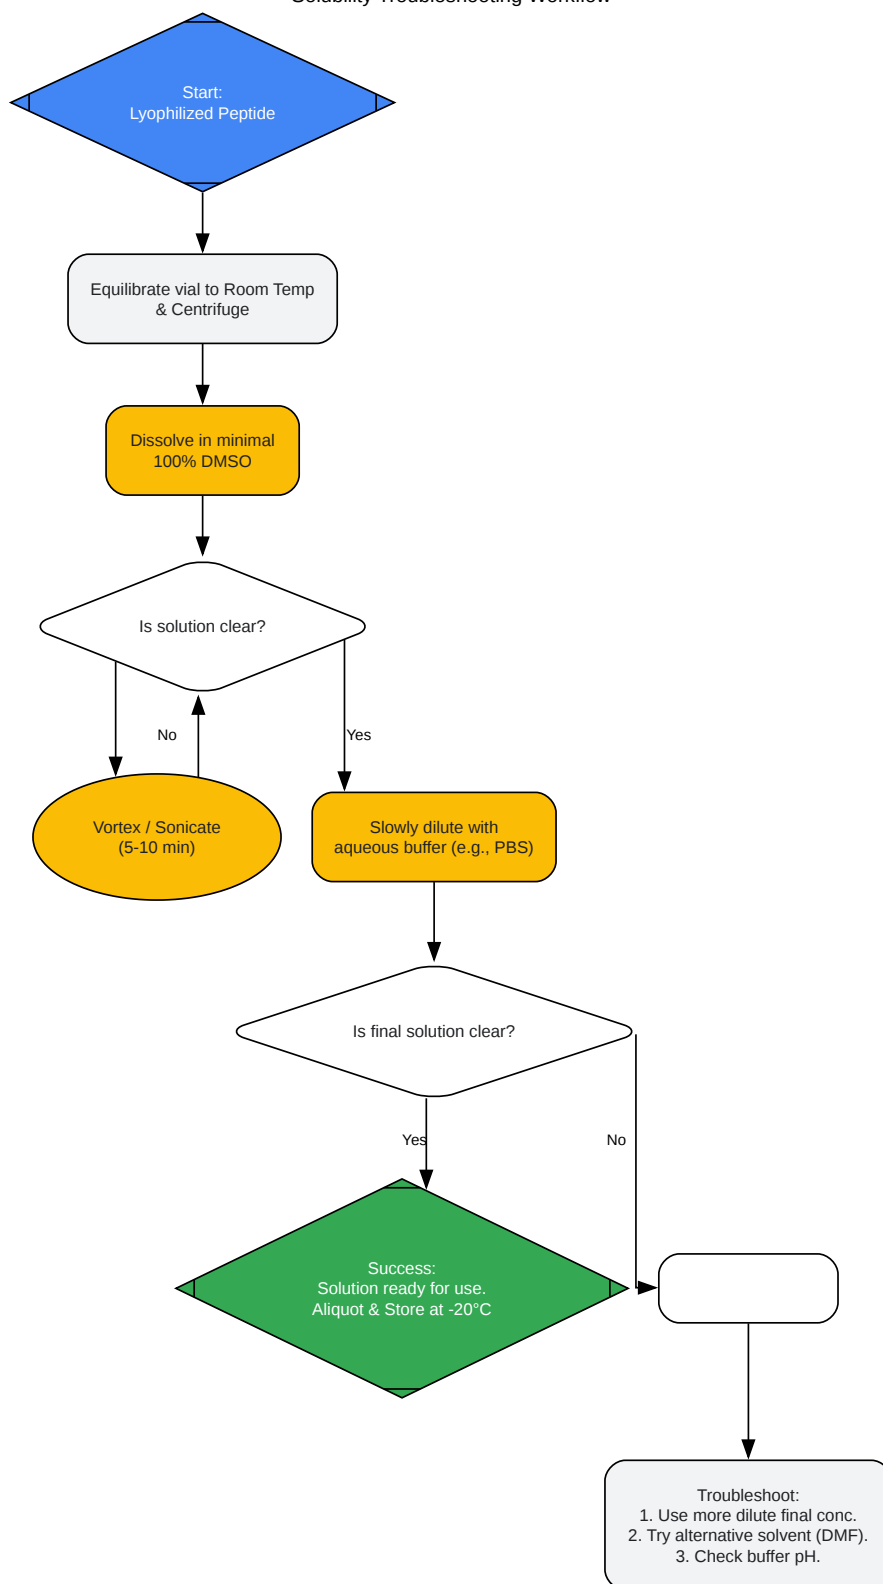 Solubility Troubleshooting Workflow
Start:
Lyophilized Peptide
Equilibrate vial to Room Temp
& Centrifuge
Dissolve in minimal
100% DMSO
Is solution clear?
No
Yes
Vortex / Sonicate
(5-10 min)
Slowly dilute with
aqueous buffer (e.g., PBS)
Is final solution clear?
Yes
No
Success:
Solution ready for use.
Aliquot & Store at -20°C
Troubleshoot:
1. Use more dilute final conc.
2. Try alternative solvent (DMF).
3. Check buffer pH.